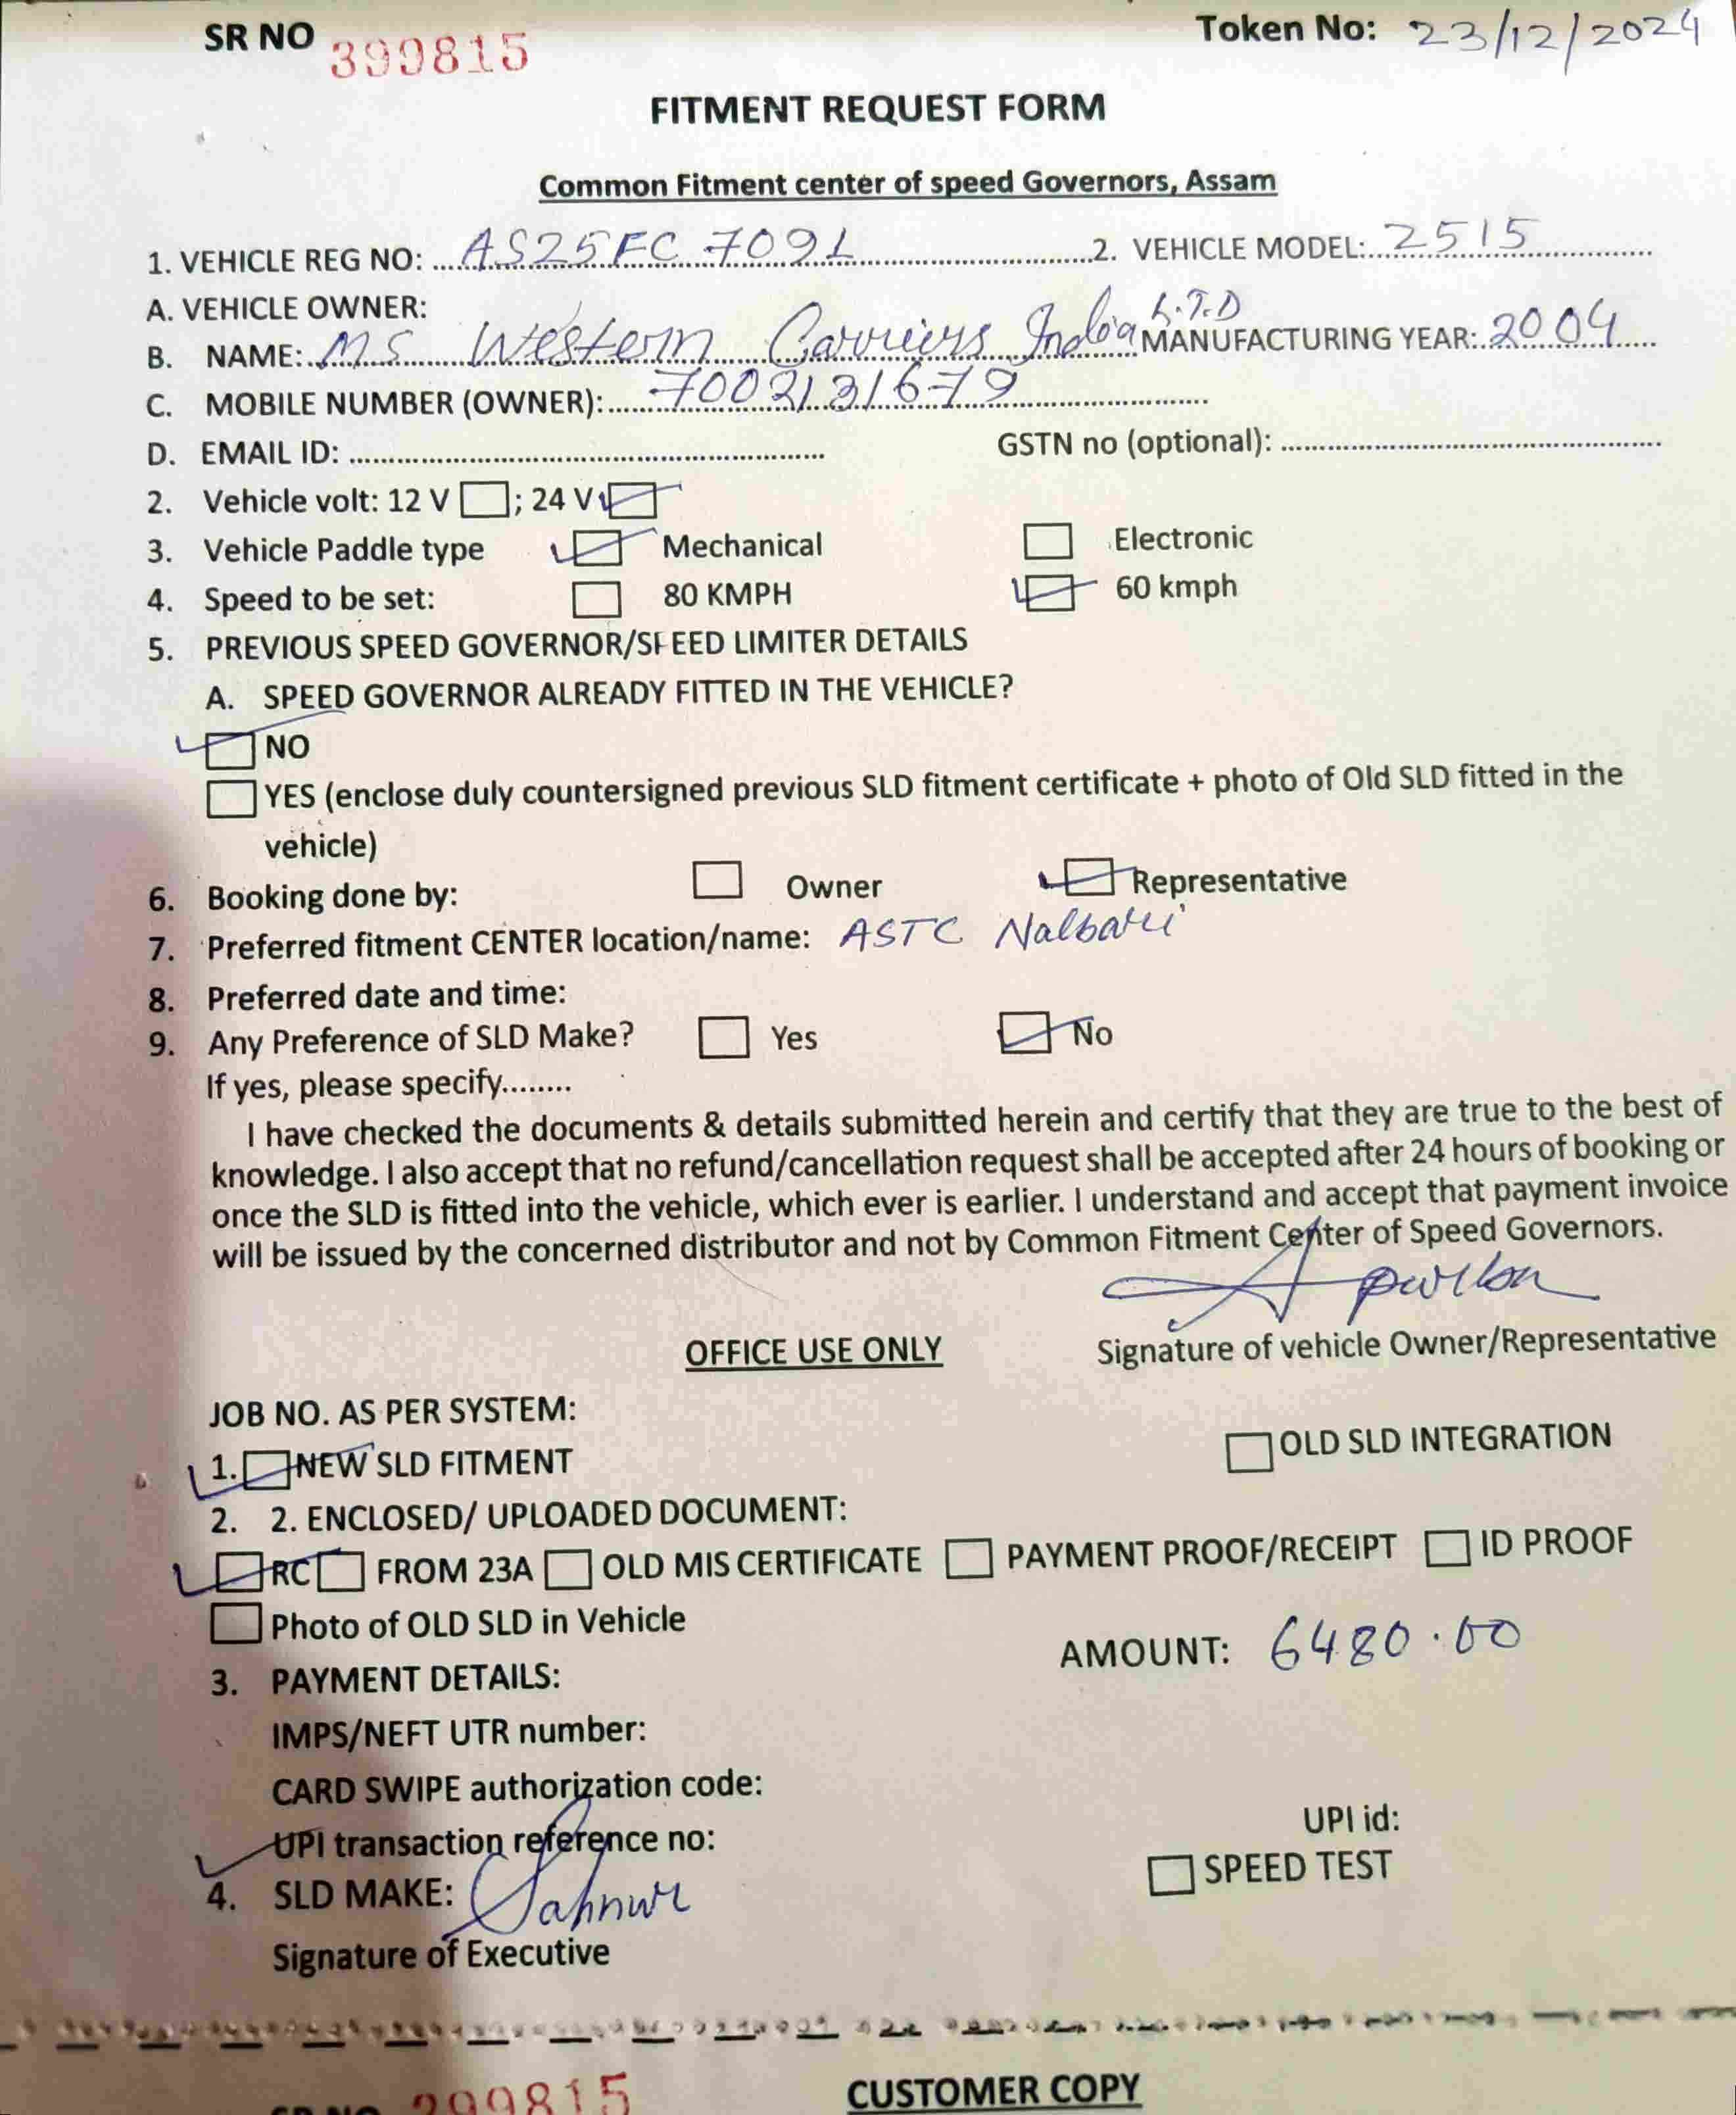 SR NO 399815 Token No: 23/12/2024
FITMENT REQUEST FORM
Common Fitment center of speed Governors, Assam
1. VEHICLE REG NO: AS25FC 7091 2. VEHICLE MODEL: 2515
A. VEHICLE OWNER:
B. NAME: MS Western Carriers India L.T.D MANUFACTURING YEAR: 2004
C. MOBILE NUMBER (OWNER): 7002131679
D. EMAIL ID: GSTN no (optional):
2. Vehicle volt: 12 V ; 24 V
3. Vehicle Paddle type Mechanical Electronic
4. Speed to be set: 80 KMPH 60 kmph
5. PREVIOUS SPEED GOVERNOR/SPEED LIMITER DETAILS
A. SPEED GOVERNOR ALREADY FITTED IN THE VEHICLE?
NO
YES (enclose duly countersigned previous SLD fitment certificate + photo of Old SLD fitted in the
vehicle)
6. Booking done by: Owner Representative
7. Preferred fitment CENTER location/name: ASTC Nalbari
8. Preferred date and time:
9. Any Preference of SLD Make? Yes No
If yes, please specify........
I have checked the documents & details submitted herein and certify that they are true to the best of
knowledge. I also accept that no refund/cancellation request shall be accepted after 24 hours of booking or
once the SLD is fitted into the vehicle, which ever is earlier. I understand and accept that payment invoice
will be issued by the concerned distributor and not by Common Fitment Center of Speed Governors.
OFFICE USE ONLY Signature of vehicle Owner/Representative
JOB NO. AS PER SYSTEM:
1. NEW SLD FITMENT OLD SLD INTEGRATION
2. 2. ENCLOSED/ UPLOADED DOCUMENT:
RC FROM 23A OLD MIS CERTIFICATE PAYMENT PROOF/RECEIPT ID PROOF
Photo of OLD SLD in Vehicle
AMOUNT: 6480.00
3. PAYMENT DETAILS:
IMPS/NEFT UTR number:
CARD SWIPE authorization code:
UPI transaction reference no: UPI id:
4. SLD MAKE: SPEED TEST
Signature of Executive
SR NO 399815 CUSTOMER COPY